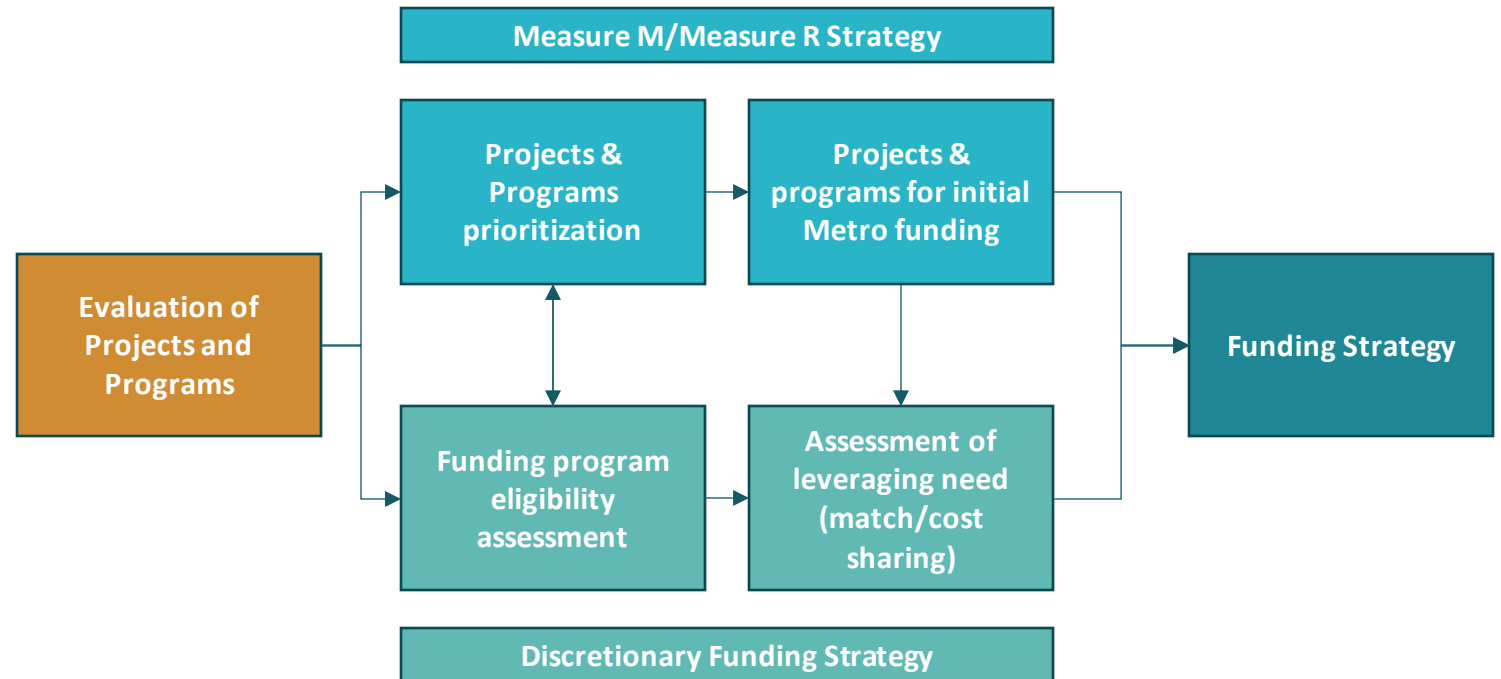 Measure M/Measure R Strategy
Projects &
Programs
prioritization
Projects &
programs for initial
Metro funding
Evaluation of
Projects and
Programs
Funding Strategy
Funding program
eligibility
assessment
Assessment of
leveraging need
(match/cost
sharing)
Discretionary Funding Strategy